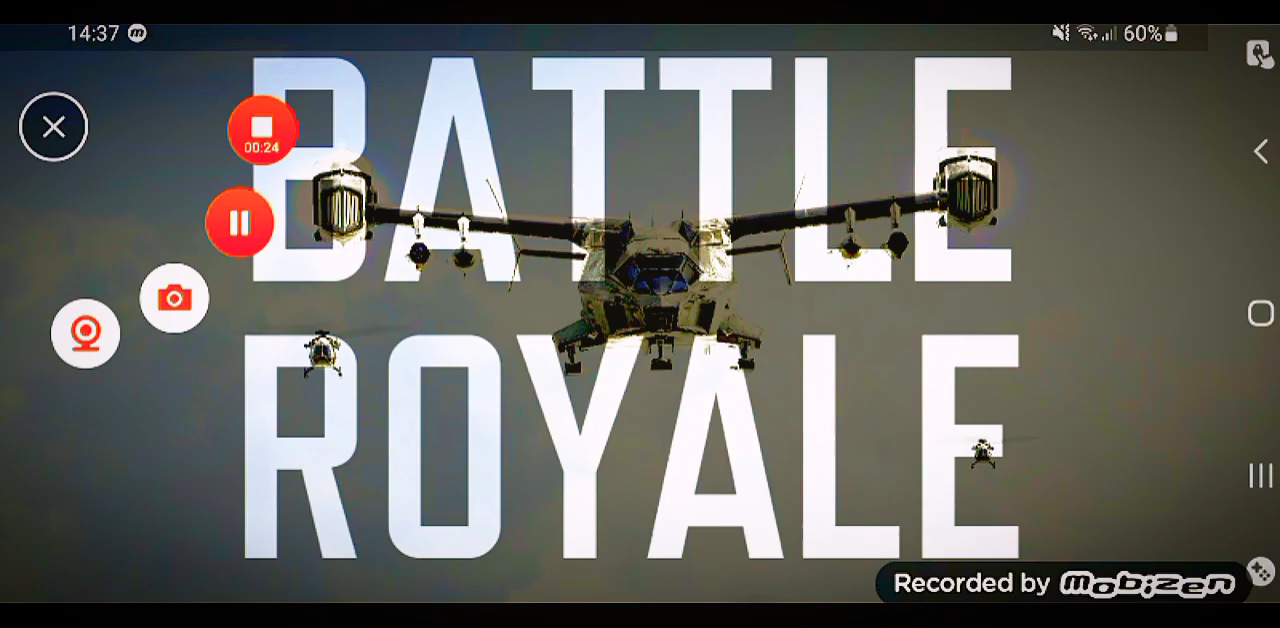 14:37 m
60%
BATTLE
00:24
ROYALE
Recorded by mobizen